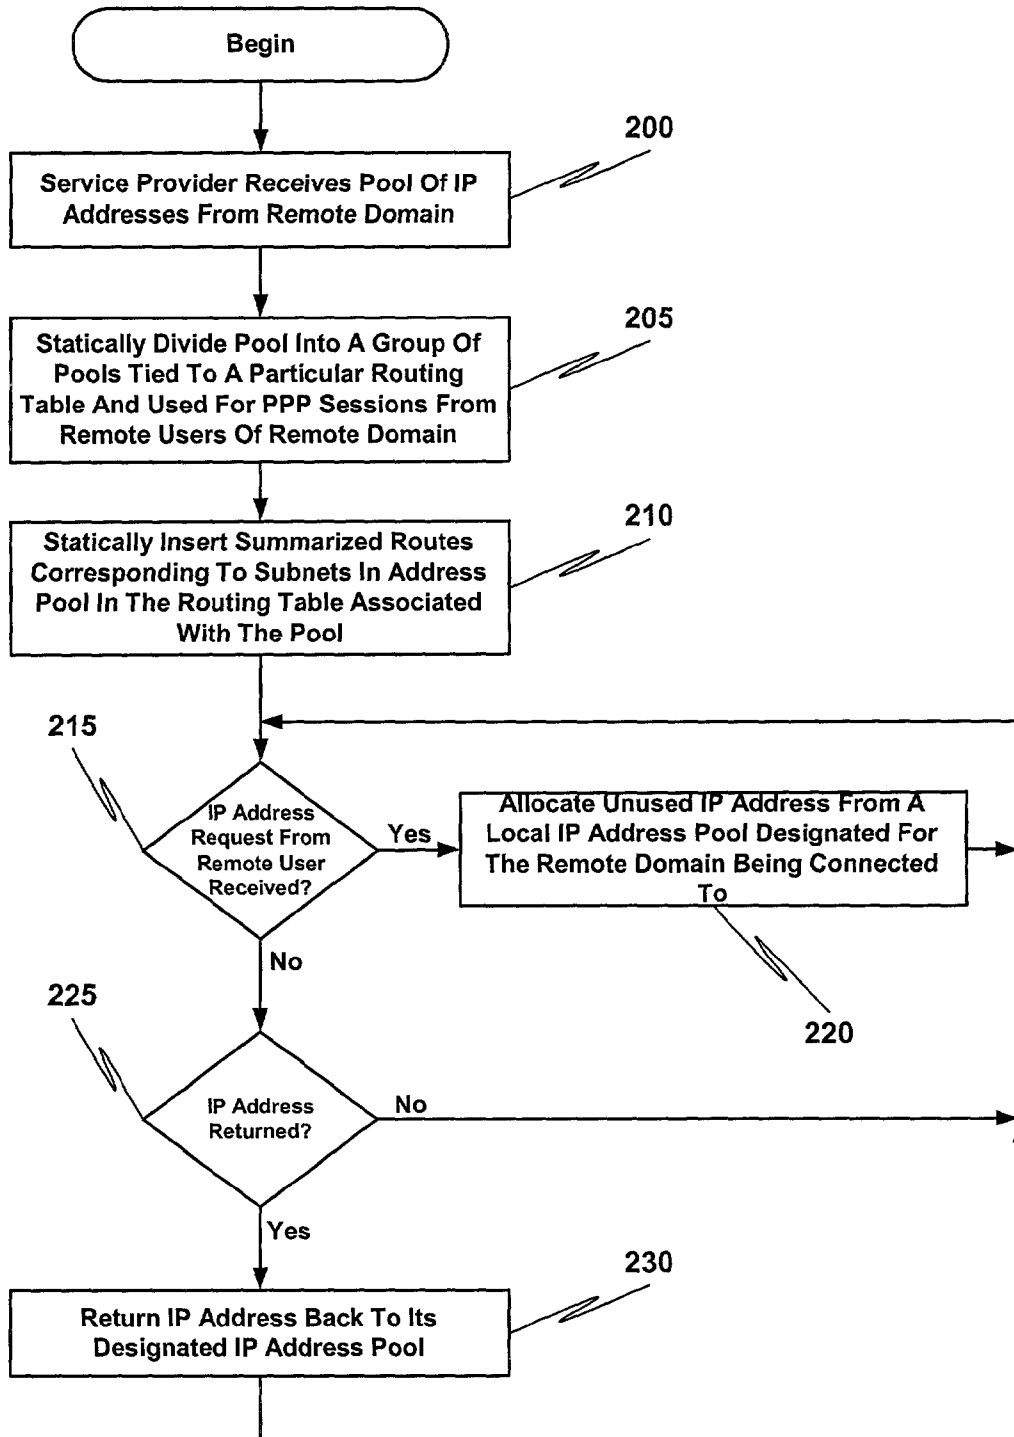 Begin
200
Service Provider Receives Pool Of IP
Addresses From Remote Domain
205
Statically Divide Pool Into A Group Of
Pools Tied To A Particular Routing
Table And Used For PPP Sessions From
Remote Users Of Remote Domain
210
Statically Insert Summarized Routes
Corresponding To Subnets In Address
Pool In The Routing Table Associated
With The Pool
215
IP Address
Request From
Remote User
Received?
Yes
Allocate Unused IP Address From A
Local IP Address Pool Designated For
The Remote Domain Being Connected
To
No
220
225
IP Address
Returned?
No
Yes
230
Return IP Address Back To Its
Designated IP Address Pool